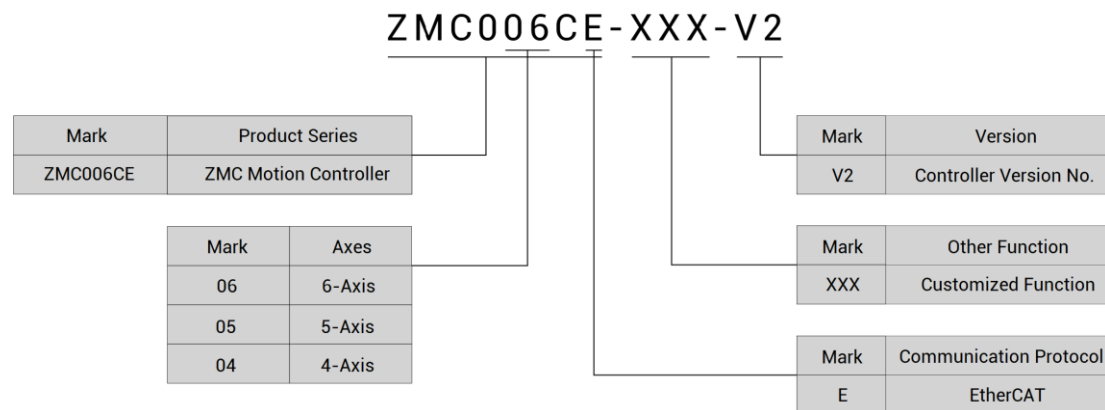 ZMC006CE-XXX-V2
Mark Product Series
ZMC006CE ZMC Motion Controller
Mark Axes
06 6-Axis
05 5-Axis
04 4-Axis
Mark Version
V2 Controller Version No.
Mark Other Function
XXX Customized Function
Mark Communication Protocol
E EtherCAT